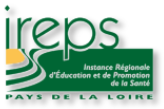 ireps
Instance Régionale
d'Éducation et de Promotion
de la Santé
PAYS DE LA LOIRE